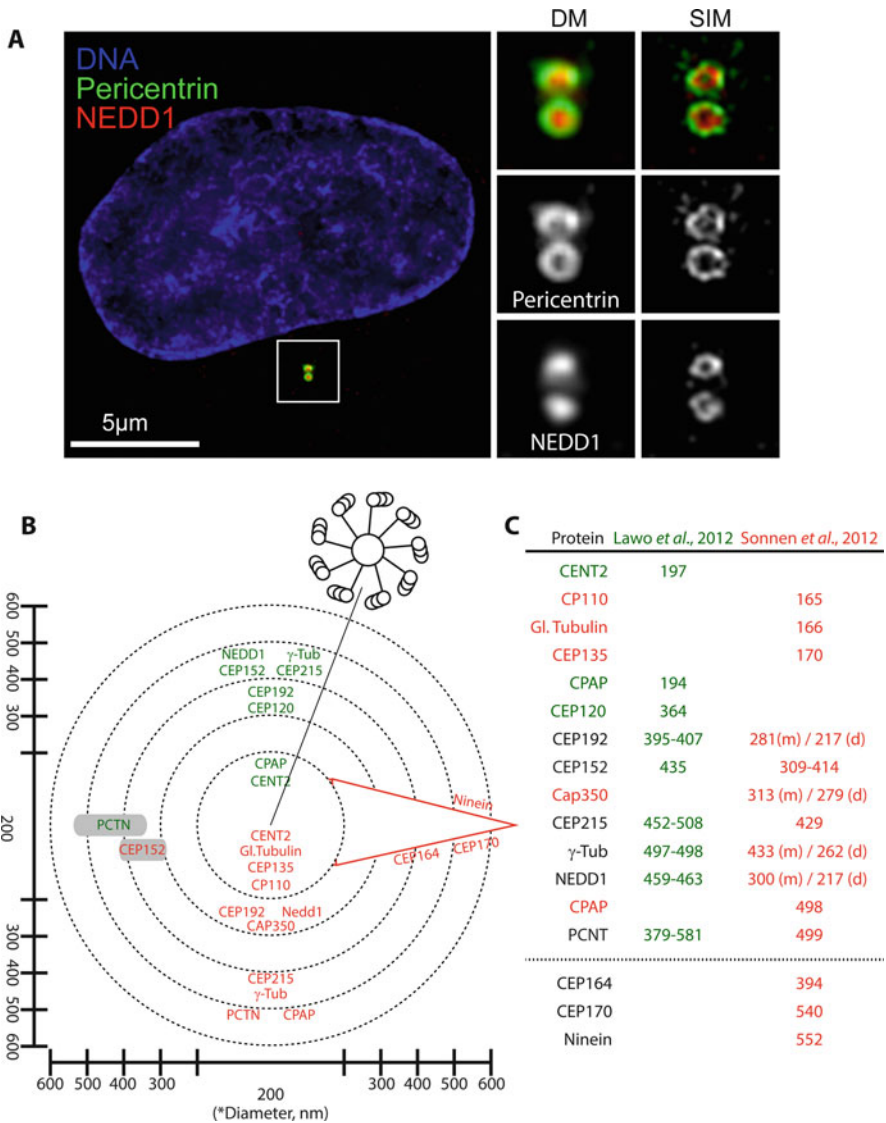 A
DNA
Pericentrin
NEDD1
5µm
DM
SIM
Pericentrin
NEDD1
B
600
500
400
300
200
300
400
500
600
NEDD1 γ-Tub
CEP152 CEP215
CEP192
CEP120
CPAP
CENT2
PCTN
CEP152
CENT2
Gl.Tubulin
CEP135
CP110
Ninein
CEP164
CEP170
CEP192 Nedd1
CAP350
CEP215
γ-Tub
PCTN CPAP
600 500 400 300 200 300 400 500 600
(*Diameter, nm)
C
Protein Lawo et al., 2012 Sonnen et al., 2012
CENT2 197
CP110 165
Gl. Tubulin 166
CEP135 170
CPAP 194
CEP120 364
CEP192 395-407 281(m) / 217 (d)
CEP152 435 309-414
Cap350 313 (m) / 279 (d)
CEP215 452-508 429
γ-Tub 497-498 433 (m) / 262 (d)
NEDD1 459-463 300 (m) / 217 (d)
CPAP 498
PCNT 379-581 499
CEP164 394
CEP170 540
Ninein 552